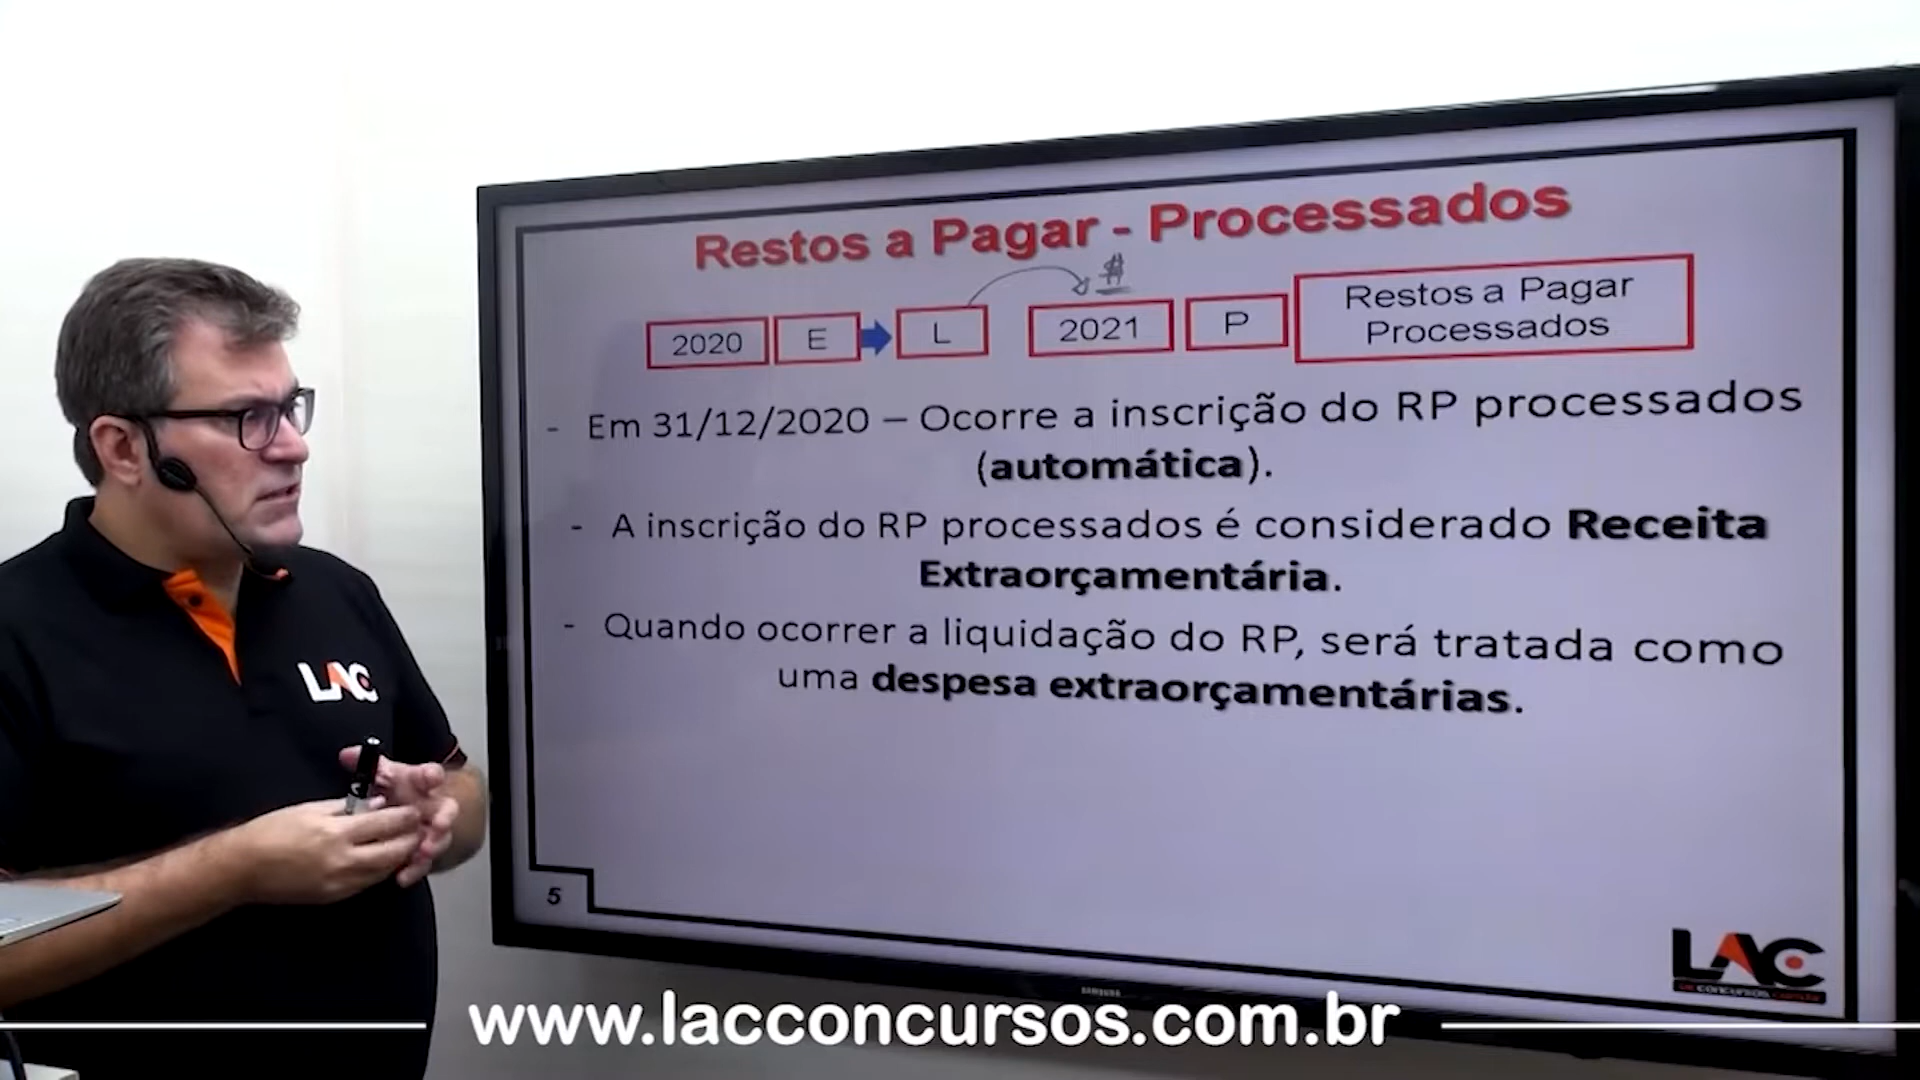 Restos a Pagar - Processados
#
2020 E L 2021 P Restos a Pagar
Processados
- Em 31/12/2020 – Ocorre a inscrição do RP processados
(automática).
- A inscrição do RP processados é considerado Receita
Extraorçamentária.
- Quando ocorrer a liquidação do RP, será tratada como
uma despesa extraorçamentárias.
LAC
5
LAC
SAMSUNG
www.lacconcursos.com.br